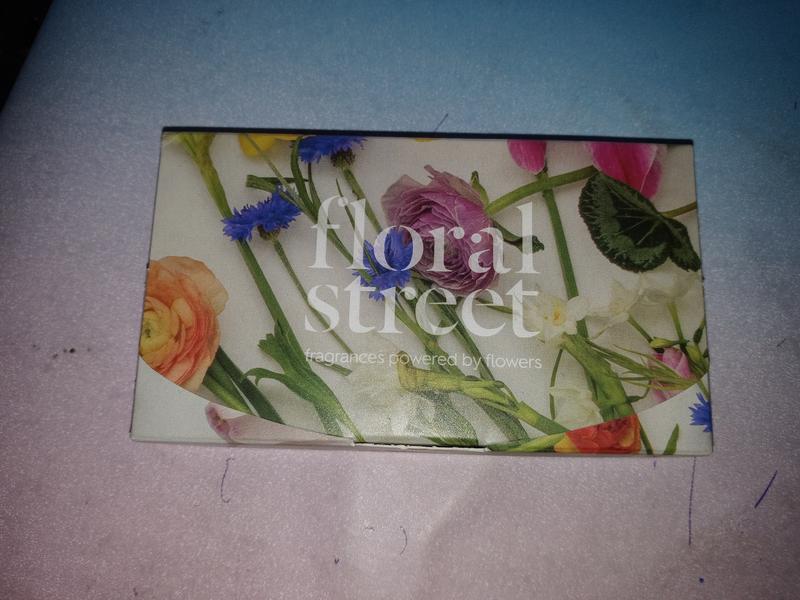 floral
street
fragrances powered by flowers